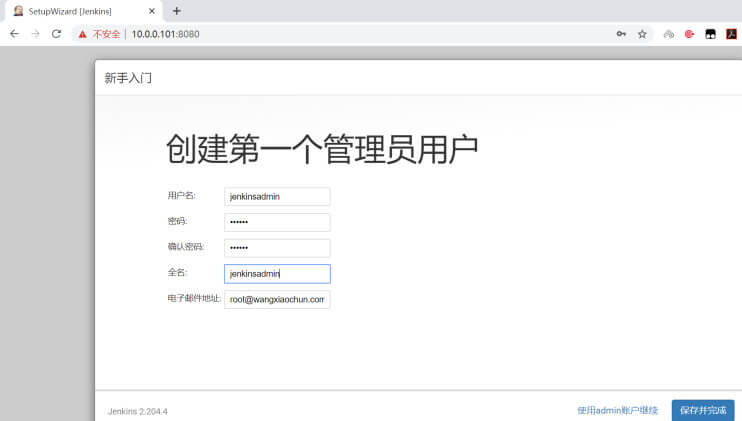 SetupWizard [Jenkins]
不安全 | 10.0.0.101:8080
新手入门
创建第一个管理员用户
用户名: jenkinsadmin
密码: ••••••
确认密码: ••••••
全名: jenkinsadmin
电子邮件地址: root@wangxiaochun.com
Jenkins 2.204.4 使用admin账户继续 保存并完成